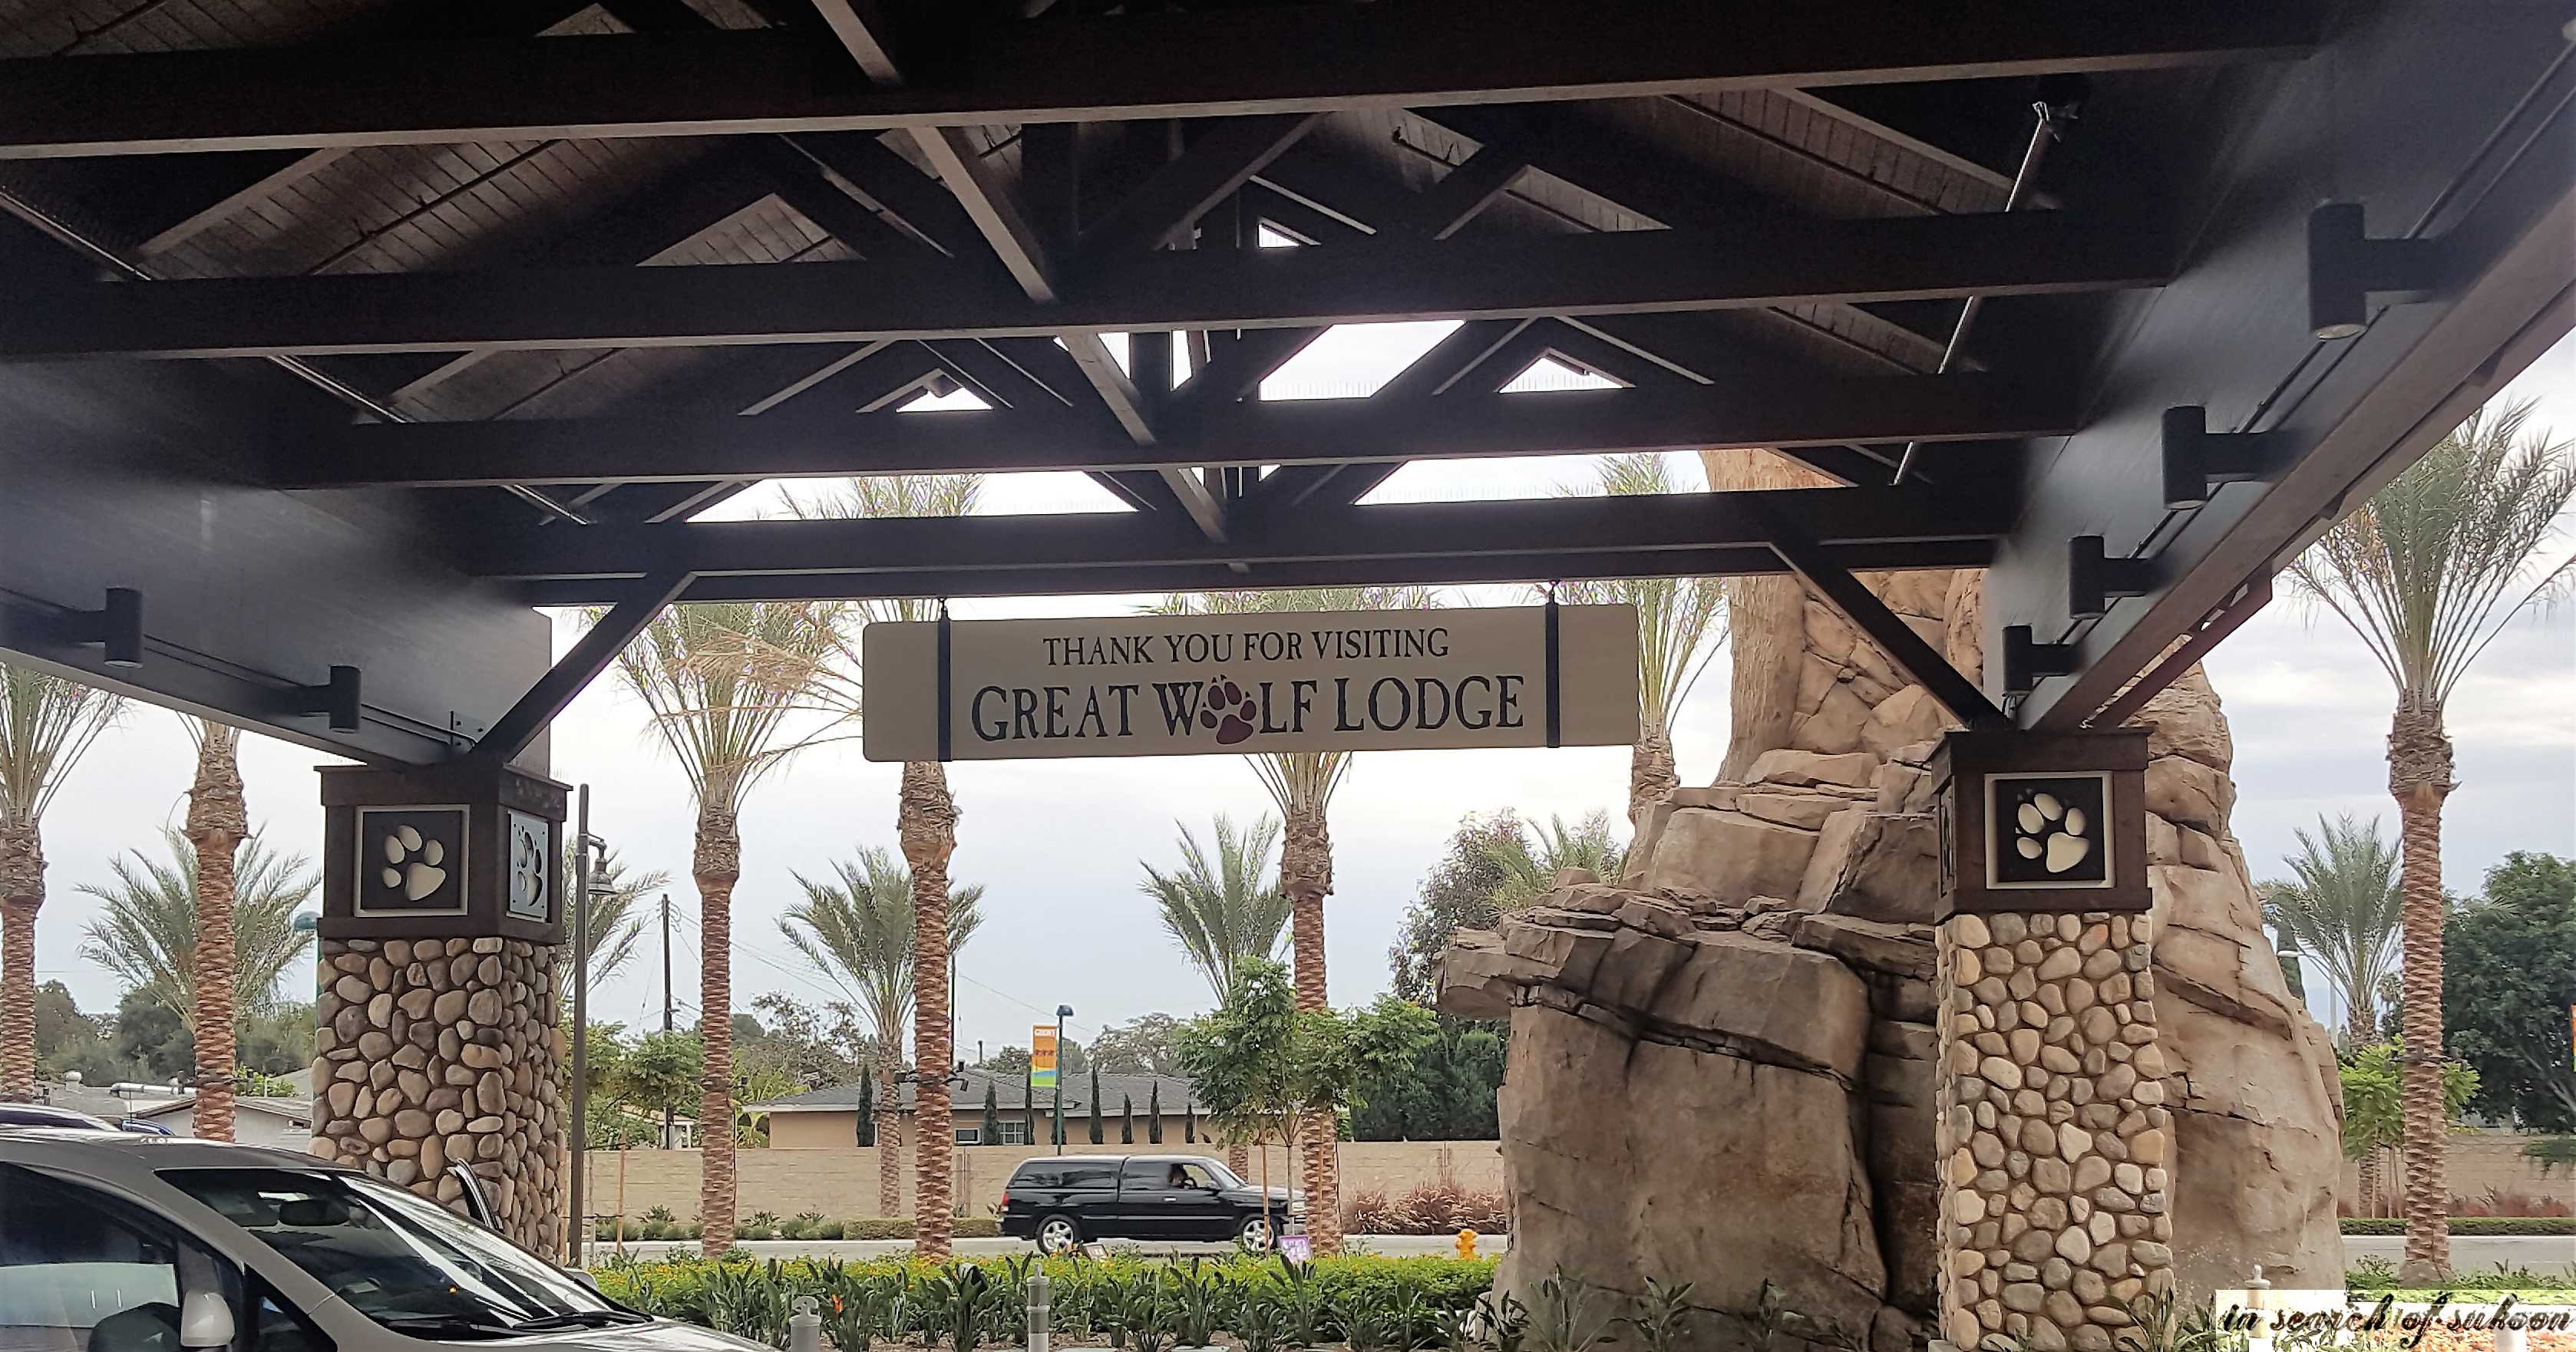 THANK YOU FOR VISITING
GREAT WOLF LODGE
in search of sukoon